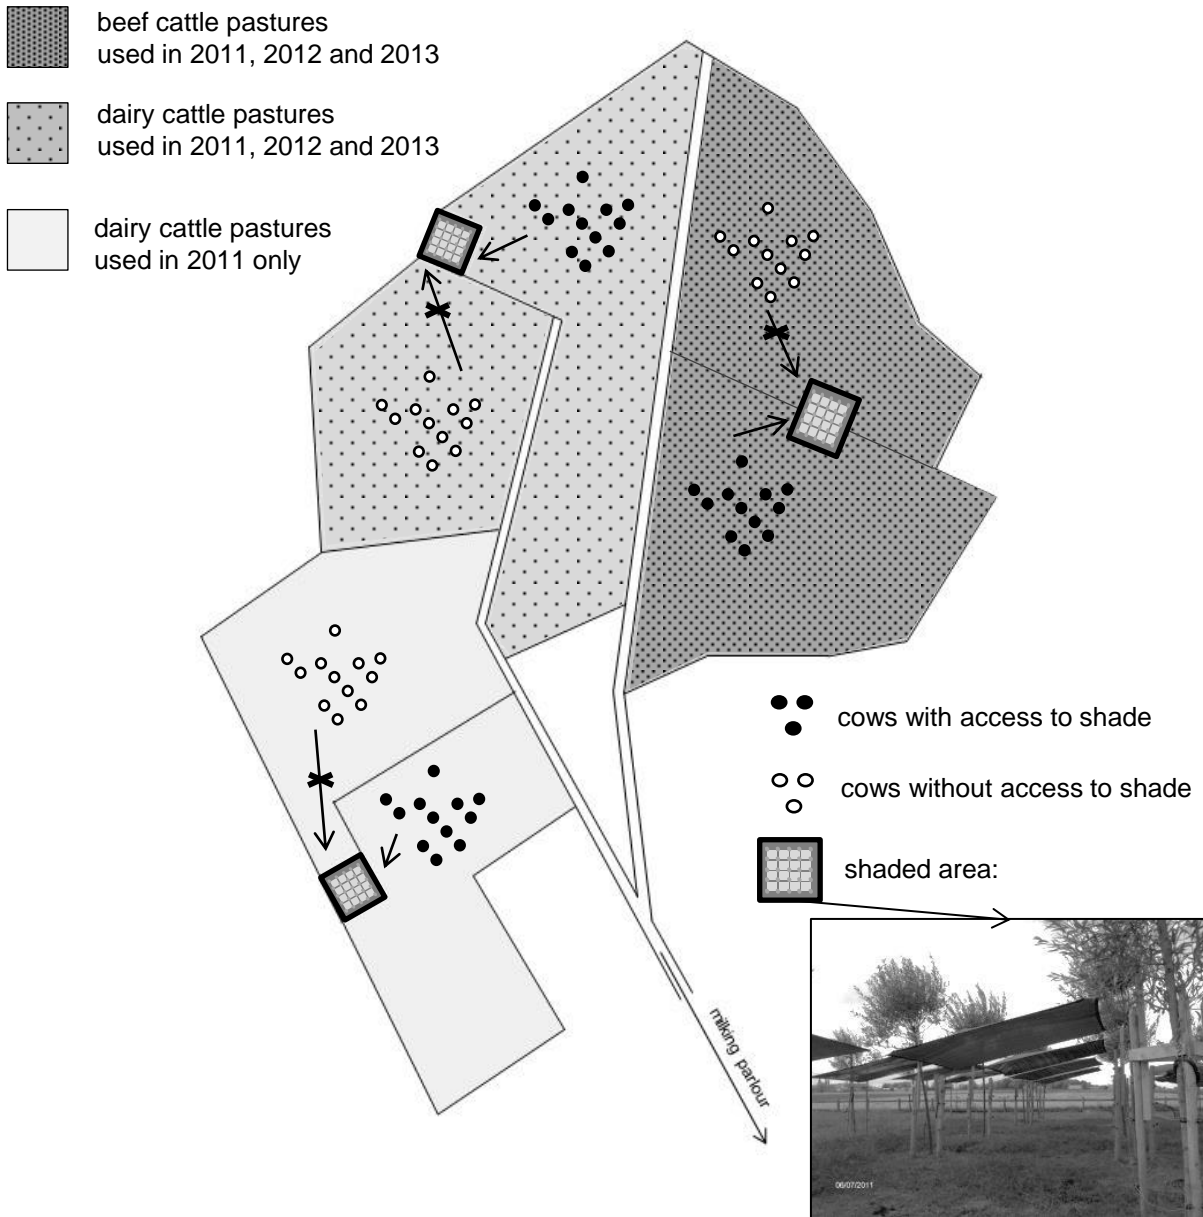 beef cattle pastures
used in 2011, 2012 and 2013
dairy cattle pastures
used in 2011, 2012 and 2013
dairy cattle pastures
used in 2011 only
cows with access to shade
cows without access to shade
shaded area:
milking parlour
06/07/2011